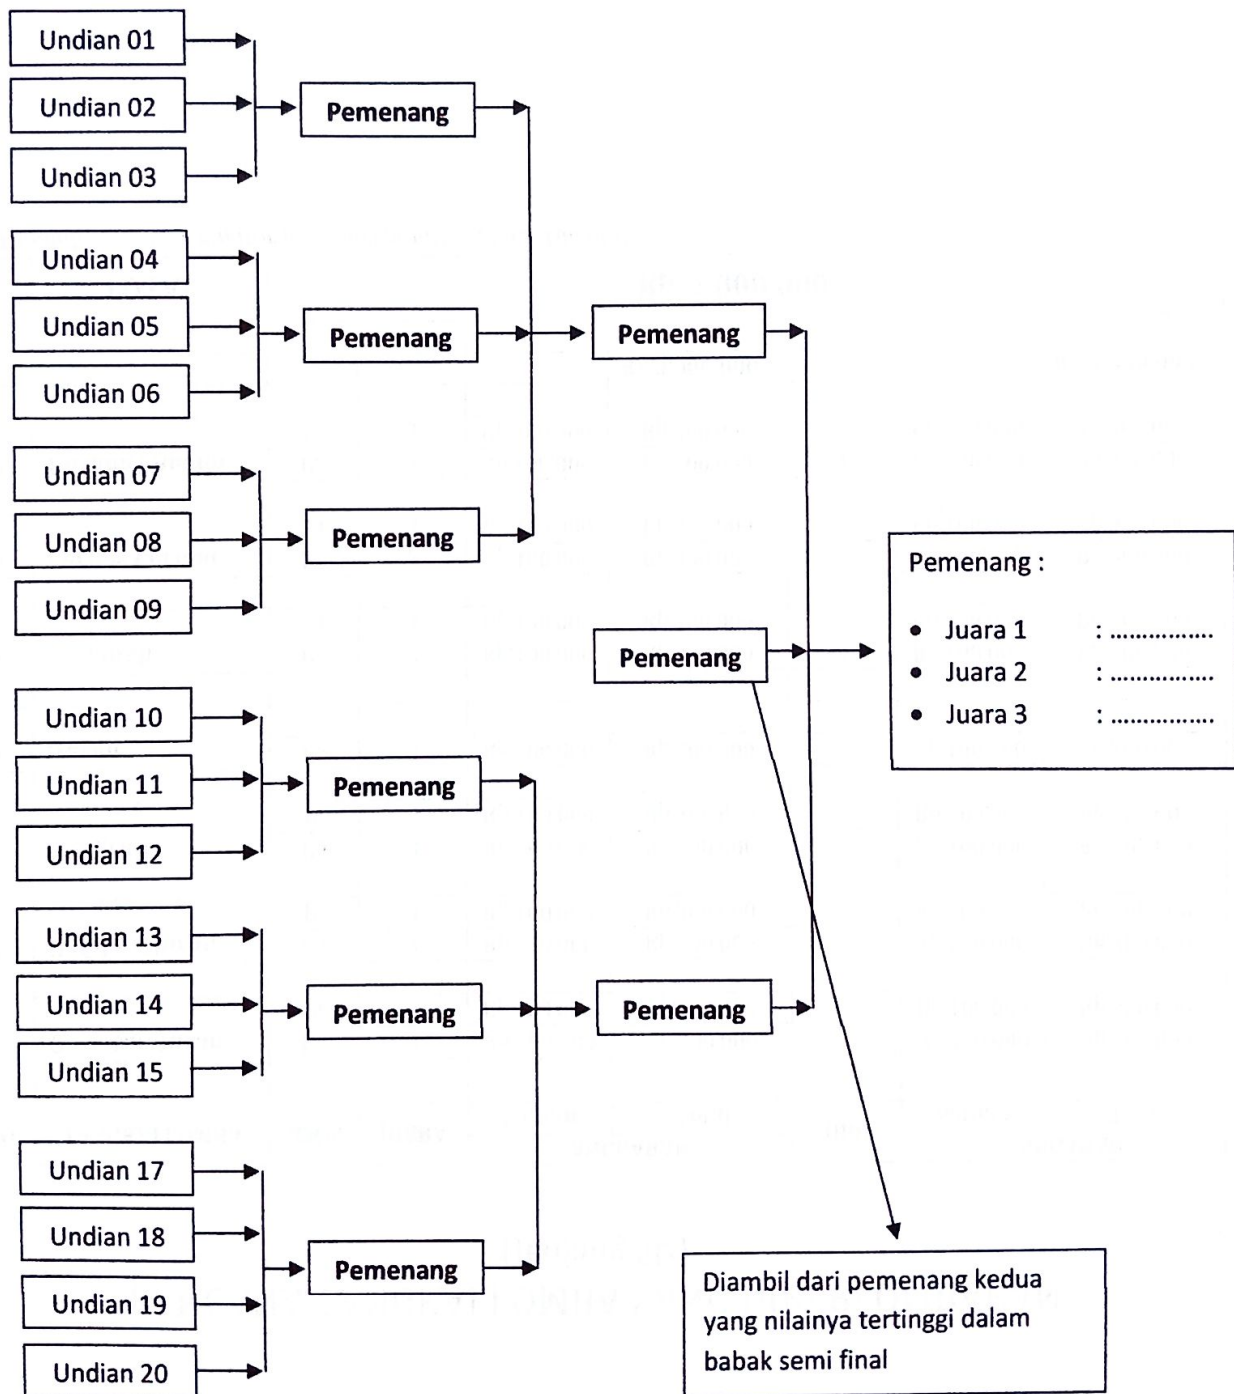 Undian 01
Undian 02
Undian 03
Pemenang
Undian 04
Undian 05
Undian 06
Pemenang
Pemenang
Undian 07
Undian 08
Undian 09
Pemenang
Pemenang
Pemenang :
• Juara 1 : ................
• Juara 2 : ................
• Juara 3 : ................
Undian 10
Undian 11
Undian 12
Pemenang
Undian 13
Undian 14
Undian 15
Pemenang
Pemenang
Undian 17
Undian 18
Undian 19
Undian 20
Pemenang
Diambil dari pemenang kedua
yang nilainya tertinggi dalam
babak semi final